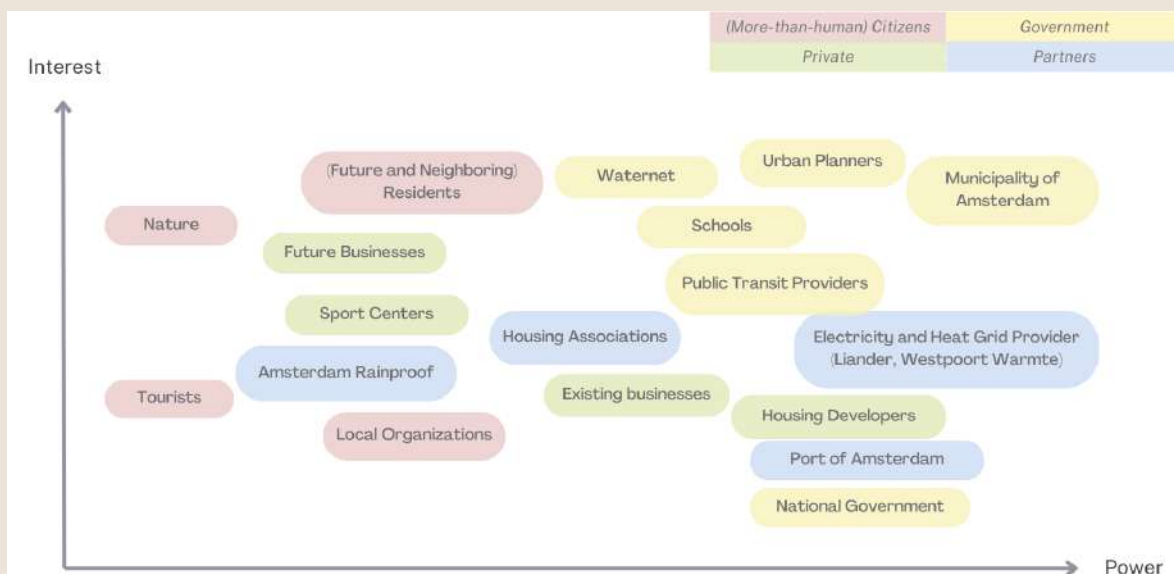 (More-than-human) Citizens
Government
Private
Partners
Interest
(Future and Neighboring)
Residents
Waternet
Urban Planners
Municipality of
Amsterdam
Nature
Schools
Future Businesses
Public Transit Providers
Sport Centers
Housing Associations
Electricity and Heat Grid Provider
(Liander, Westpoort Warmte)
Amsterdam Rainproof
Tourists
Existing businesses
Housing Developers
Local Organizations
Port of Amsterdam
National Government
Power